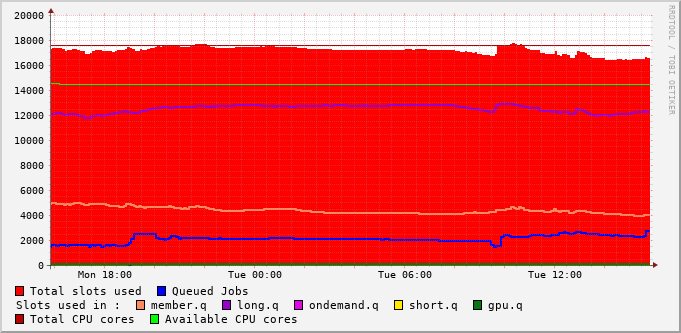 20000
18000
16000
14000
12000
10000
8000
6000
4000
2000
0
Mon 18:00 Tue 00:00 Tue 06:00 Tue 12:00
Total slots used Queued Jobs
Slots used in : member.q long.q ondemand.q short.q gpu.q
Total CPU cores Available CPU cores
RRDTOOL / TOBI OETIKER